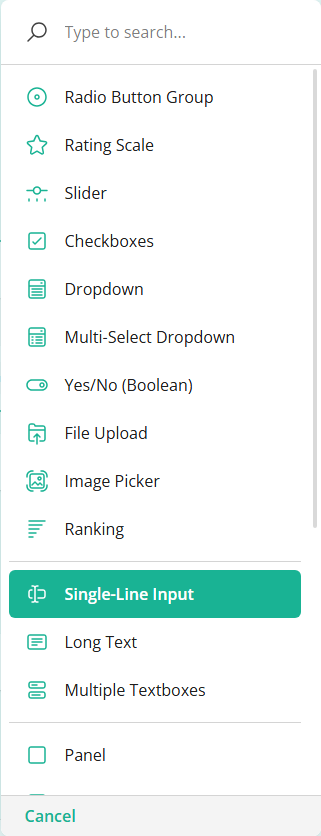 Type to search...
Radio Button Group
Rating Scale
Slider
Checkboxes
Dropdown
Multi-Select Dropdown
Yes/No (Boolean)
File Upload
Image Picker
Ranking
Single-Line Input
Long Text
Multiple Textboxes
Panel
Cancel